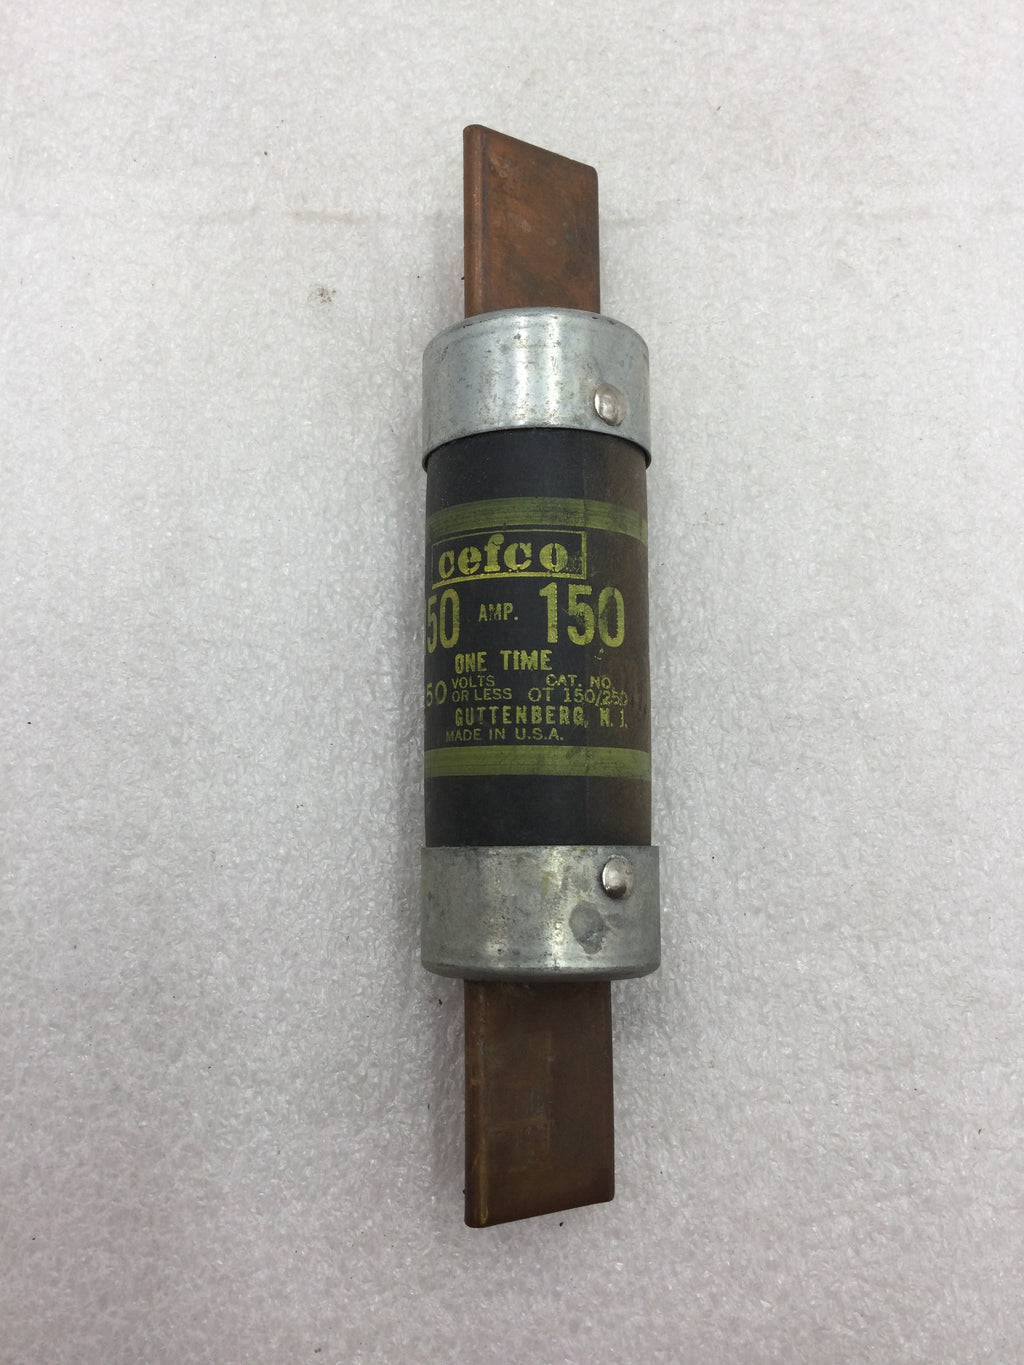 cefco
50 AMP. 150
ONE TIME
50 VOLTS OR LESS CAT. NO. OT 150/250
GUTTENBERG, N. J.
MADE IN U.S.A.